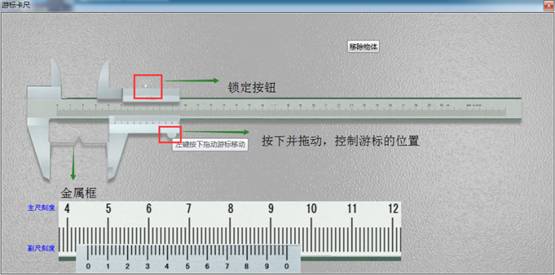 游标卡尺
移除物体
锁定按钮
按下并拖动，控制游标的位置
左键按下拖动游标移动
金属框
主尺刻度
4 5 6 7 8 9 10 11 12
副尺刻度
0 1 2 3 4 5 6 7 8 9 0